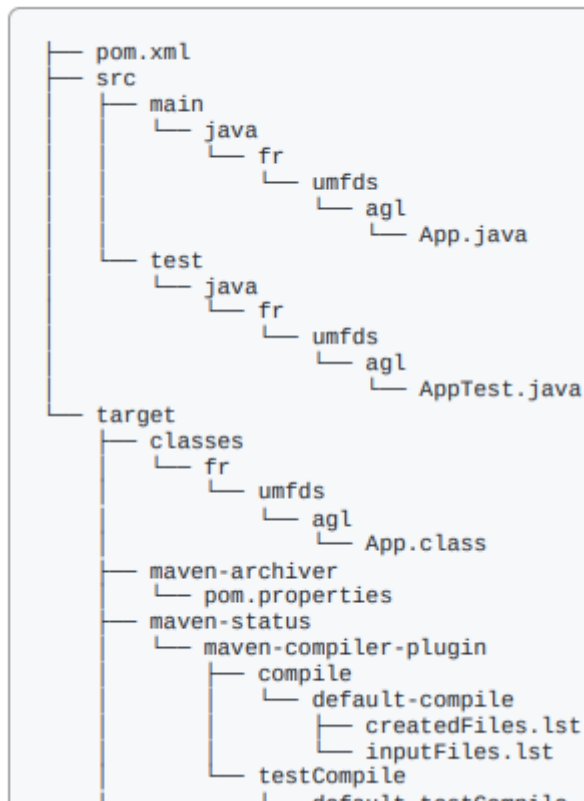 ├── pom.xml
├── src
│   ├── main
│   │   └── java
│   │       └── fr
│   │           └── umfds
│   │               └── agl
│   │                   └── App.java
│   └── test
│       └── java
│           └── fr
│               └── umfds
│                   └── agl
│                       └── AppTest.java
└── target
    ├── classes
    │   └── fr
    │       └── umfds
    │           └── agl
    │               └── App.class
    ├── maven-archiver
    │   └── pom.properties
    ├── maven-status
    │   └── maven-compiler-plugin
    │       ├── compile
    │       │   └── default-compile
    │       │       ├── createdFiles.lst
    │       │       └── inputFiles.lst
    │       └── testCompile
    │           └── default-testCompile